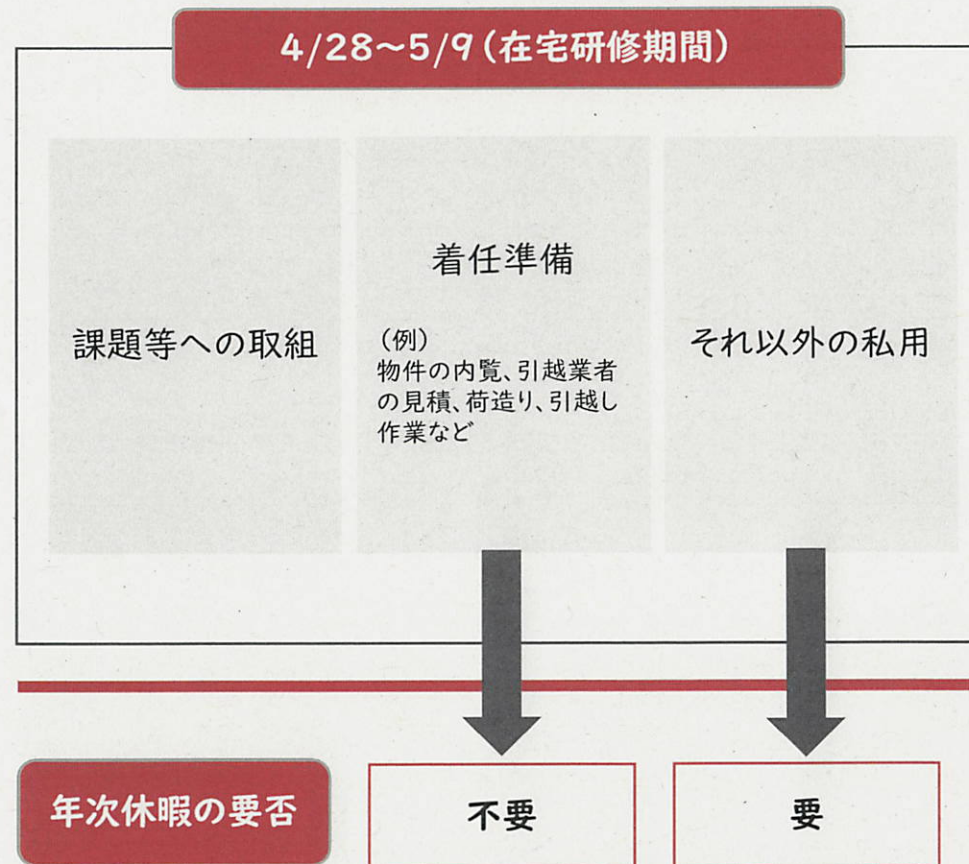 4/28～5/9(在宅研修期間)
課題等への取組
着任準備
(例)
物件の内覧、引越業者
の見積、荷造り、引越し
作業など
それ以外の私用
年次休暇の要否
不要
要